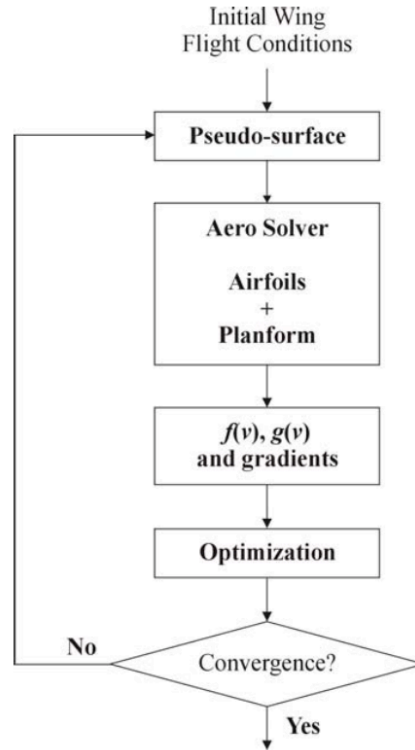 Initial Wing
Flight Conditions
Pseudo-surface
Aero Solver
Airfoils
+
Planform
f(v), g(v)
and gradients
Optimization
No
Convergence?
Yes